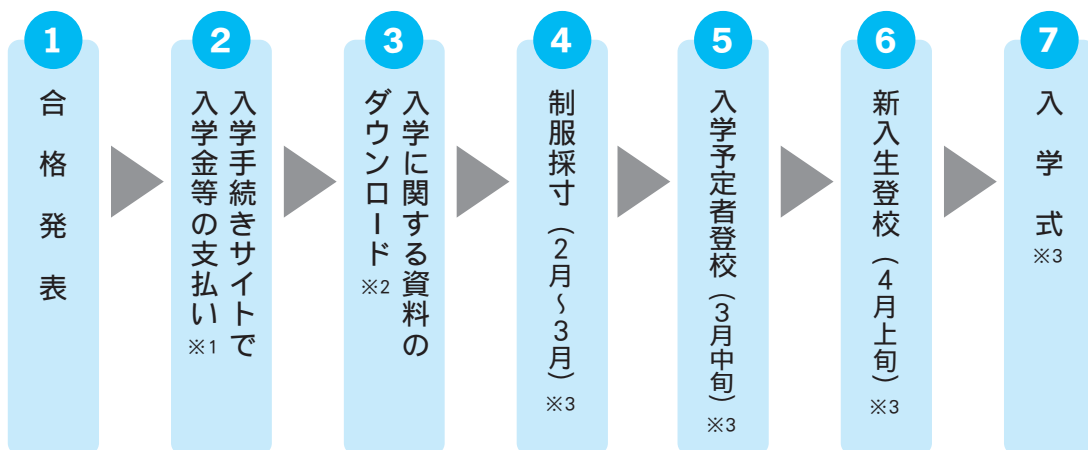 1
合格発表
2
入学手続きサイトで
入学金等の支払い ※1
3
入学に関する資料の
ダウンロード ※2
4
制服採寸（2月～3月）※3
5
入学予定者登校（3月中旬）※3
6
新入生登校（4月上旬）※3
7
入学式
※3